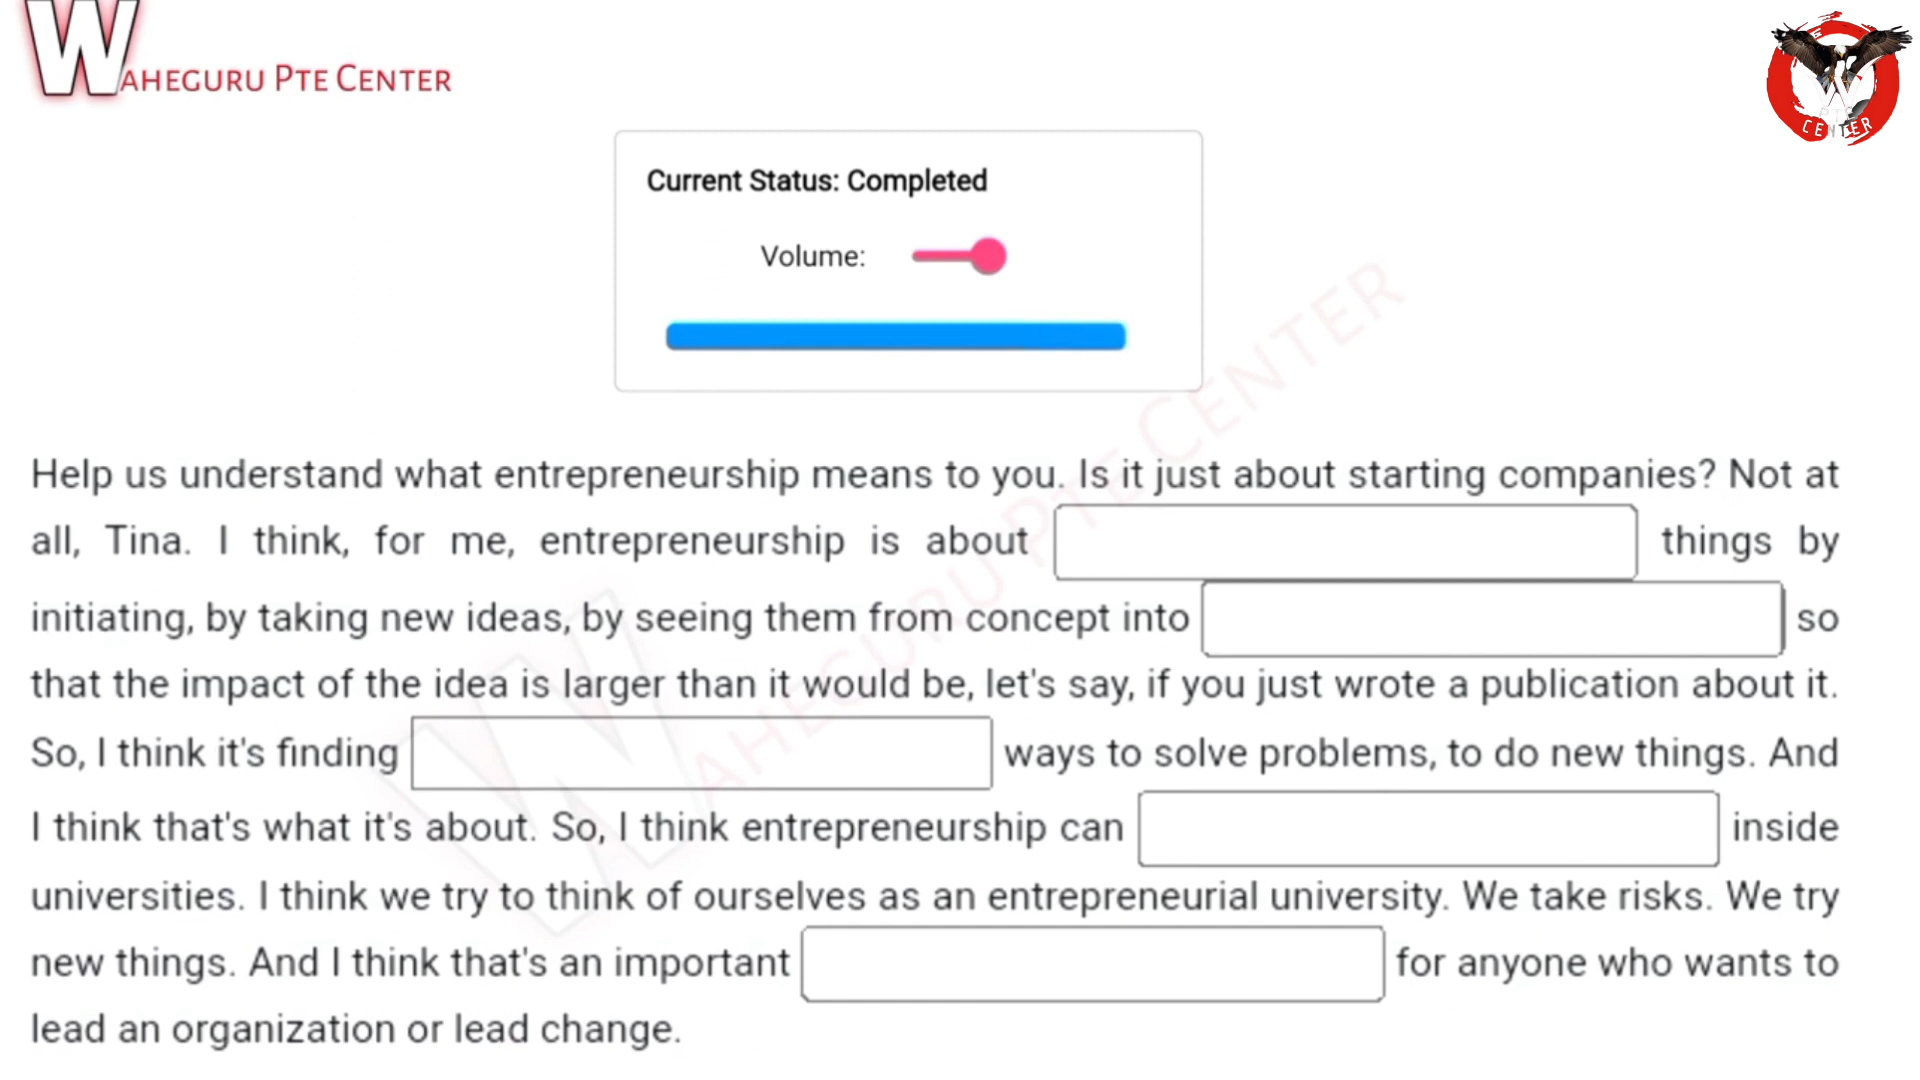 WAHEGURU PTE CENTER
CENTER
Current Status: Completed
Volume:
Help us understand what entrepreneurship means to you. Is it just about starting companies? Not at
all, Tina. I think, for me, entrepreneurship is about things by
initiating, by taking new ideas, by seeing them from concept into so
that the impact of the idea is larger than it would be, let's say, if you just wrote a publication about it.
So, I think it's finding ways to solve problems, to do new things. And
I think that's what it's about. So, I think entrepreneurship can inside
universities. I think we try to think of ourselves as an entrepreneurial university. We take risks. We try
new things. And I think that's an important for anyone who wants to
lead an organization or lead change.
WAHEGURU PTE CENTER